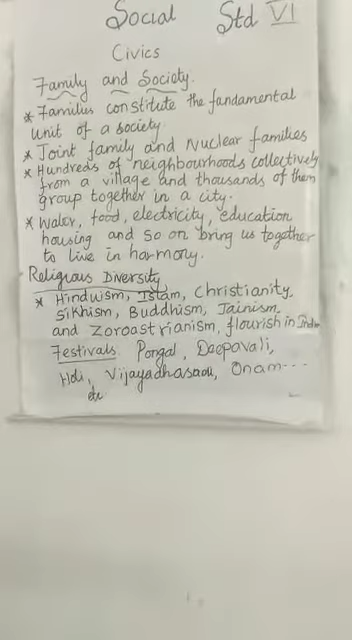 Social Std VI
Civics
Family and Socioty.
* Families constitute the fundamental
unit of a society.
* Joint family and Nuclear families
* Hundreds of neighbourhoods collectively
from a village and thousands of them
group together in a city.
* Water, food, electricity, education
housing and so on bring us together
to live in harmony.
Religious Diversity
* Hinduism, Islam, Christianity,
Sikhism, Buddhism, Jainism
and Zoroastrianism, flourish in India
Festivals. Pongal, Deepavali,
Holi, Vijayadhasami, Onam...
etc